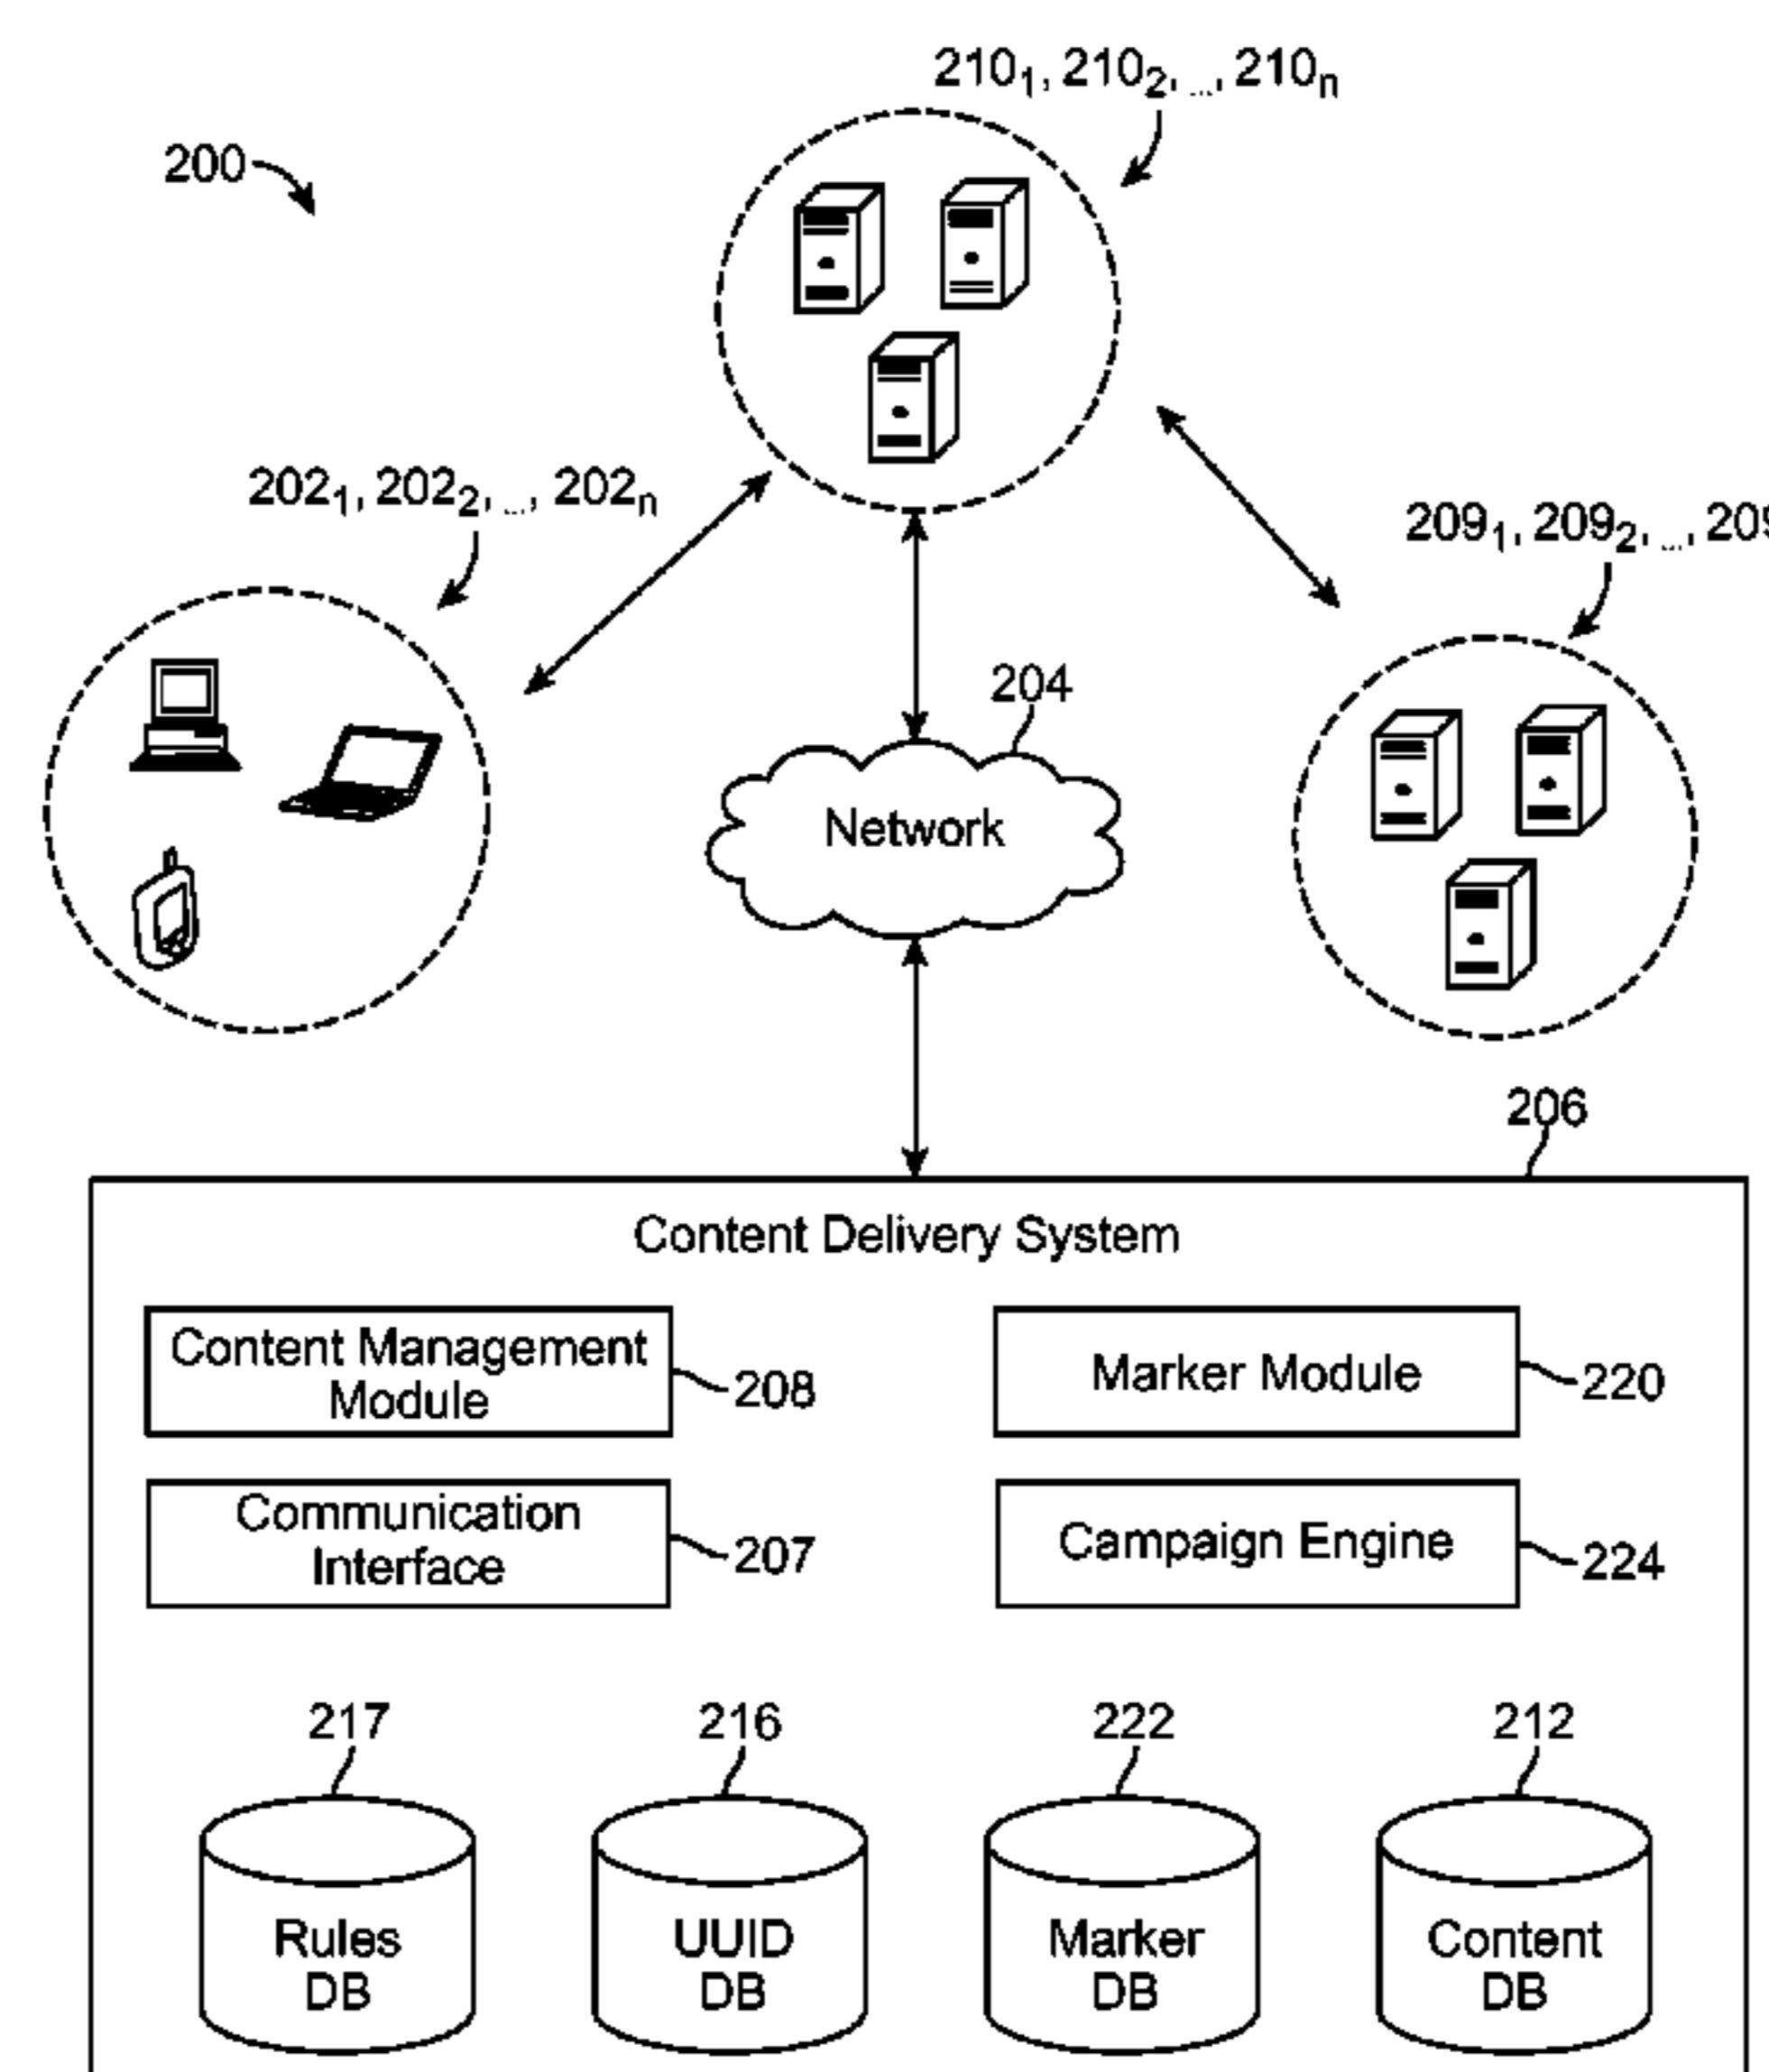 210₁, 210₂, ..., 210ₙ
200
202₁, 202₂, ..., 202ₙ
209₁, 209₂, ..., 209
204
Network
206
Content Delivery System
Content Management
Module
208
Marker Module
220
Communication
Interface
207
Campaign Engine
224
217
216
222
212
Rules
DB
UUID
DB
Marker
DB
Content
DB